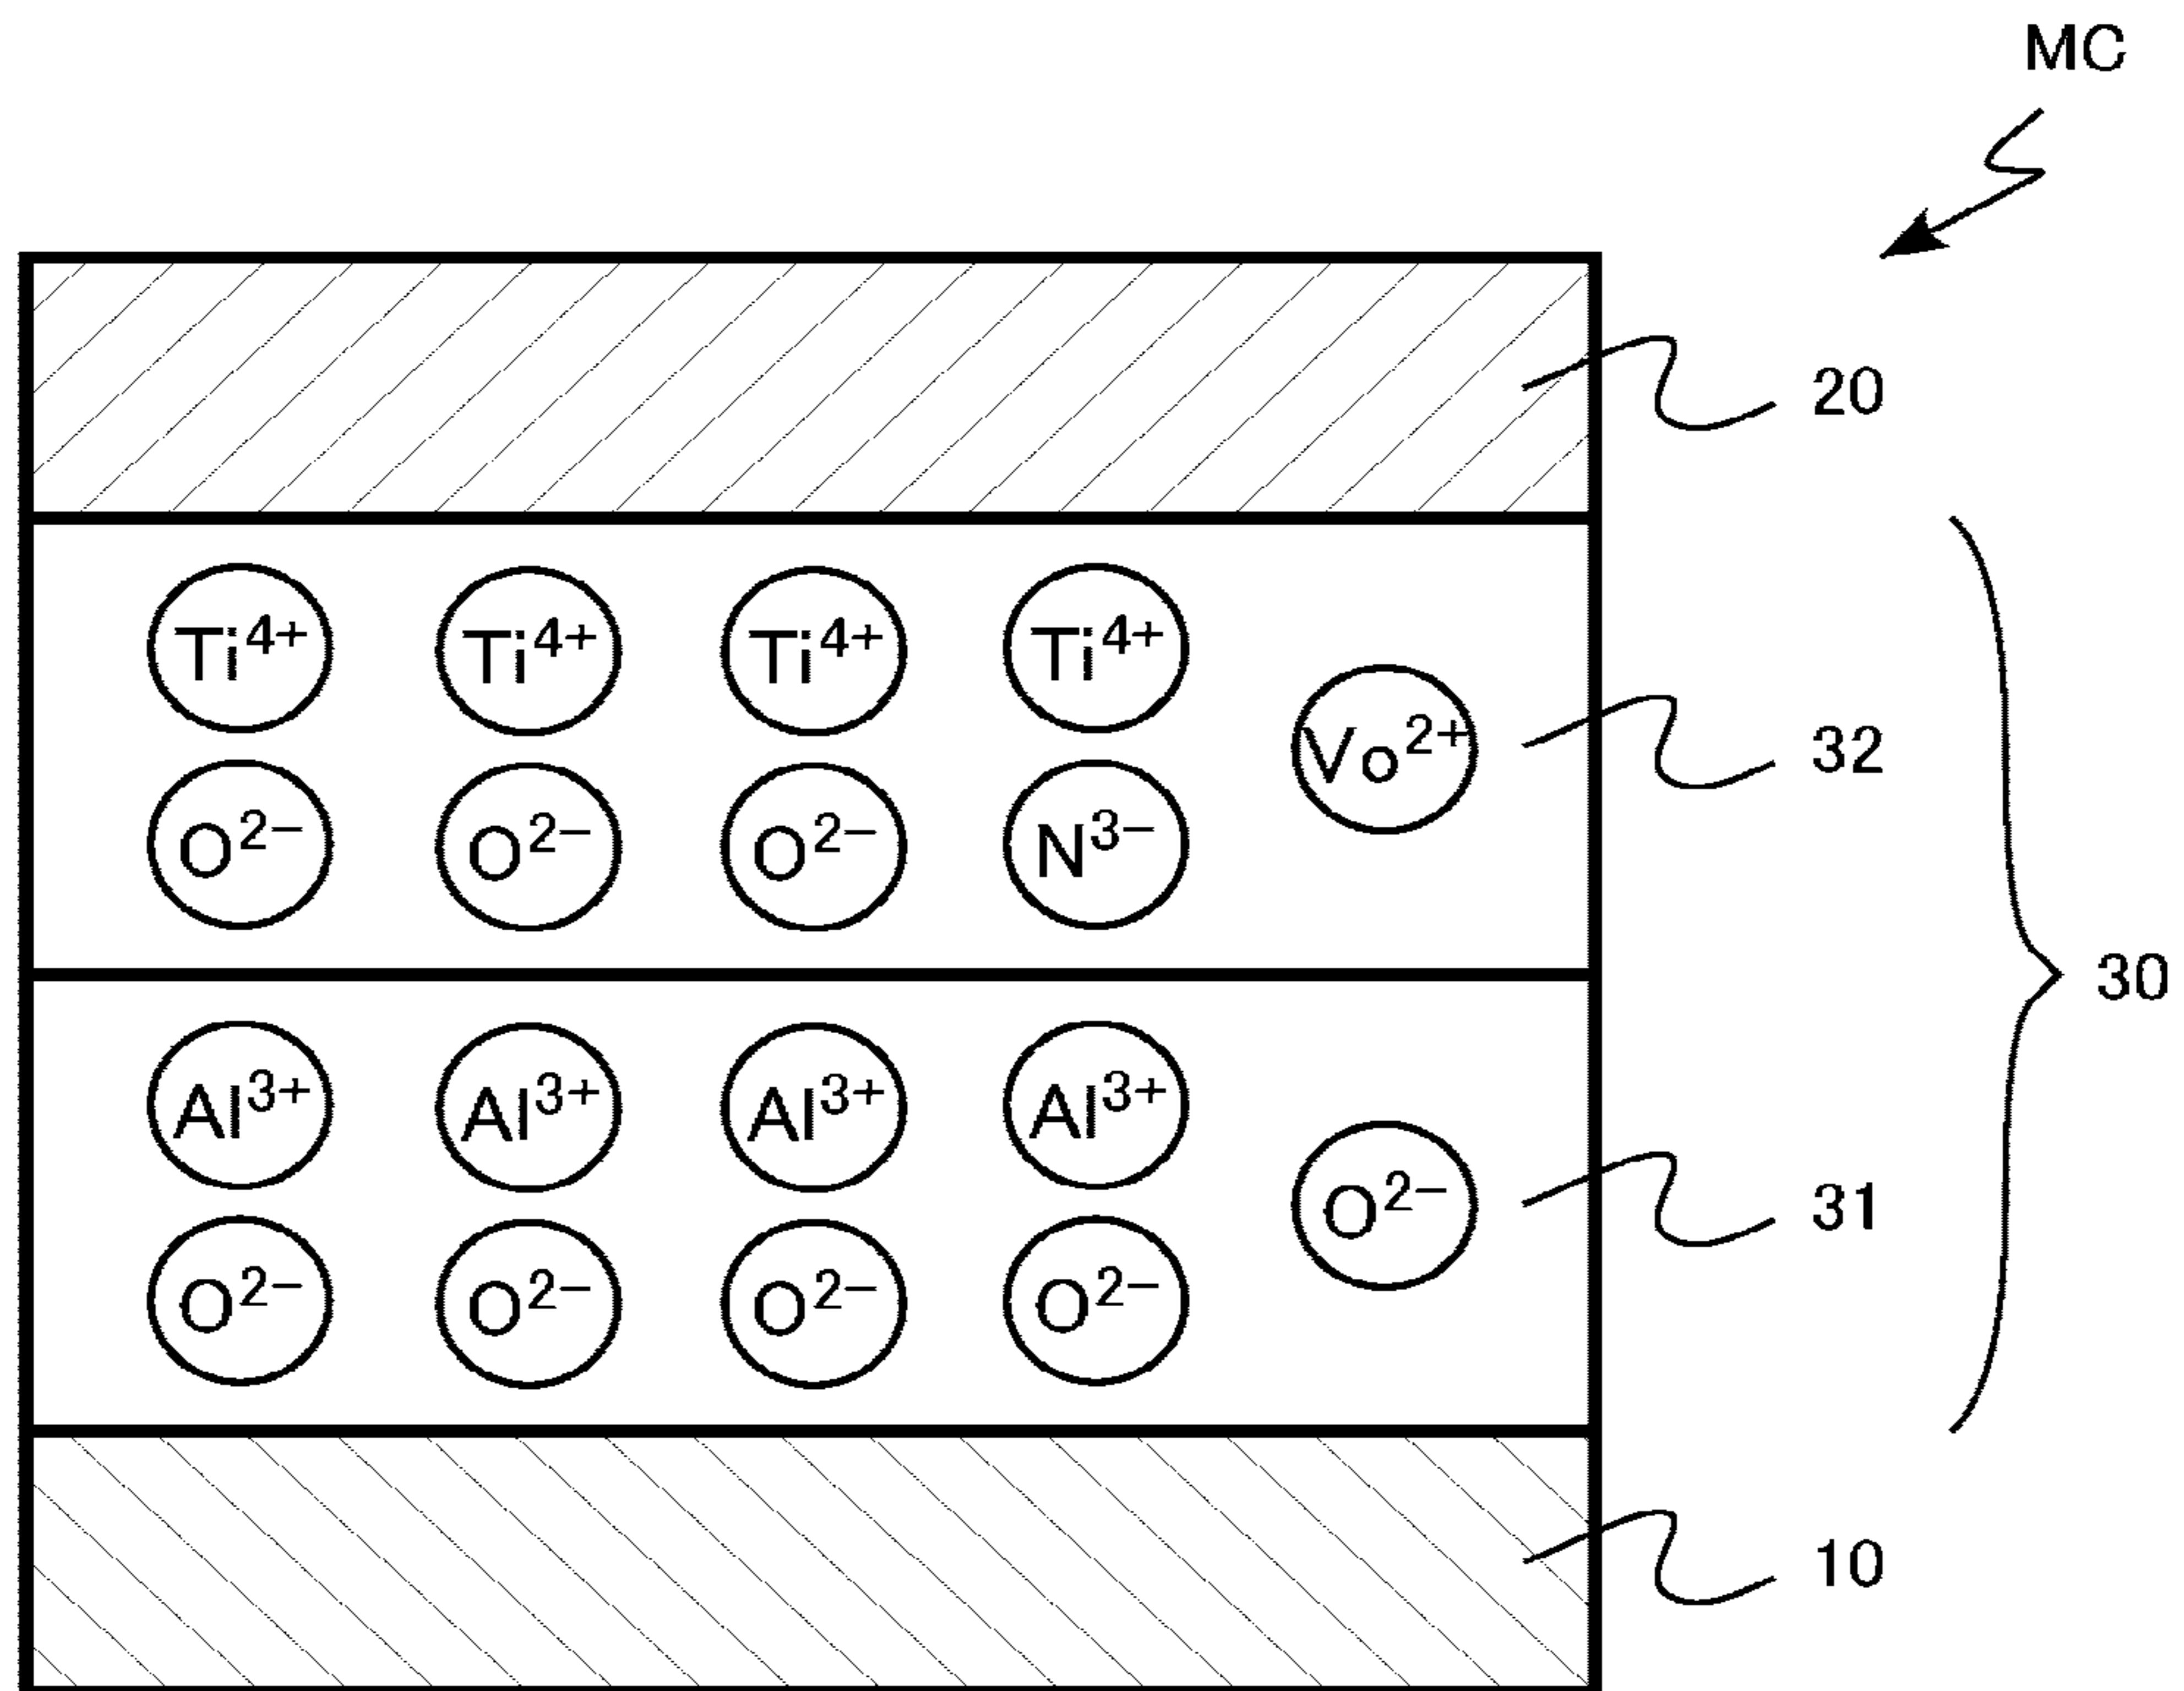 MC
20
Ti4+ Ti4+ Ti4+ Ti4+
Vo2+
32
O2− O2− O2− N3−
30
Al3+ Al3+ Al3+ Al3+
O2−
31
O2− O2− O2− O2−
10